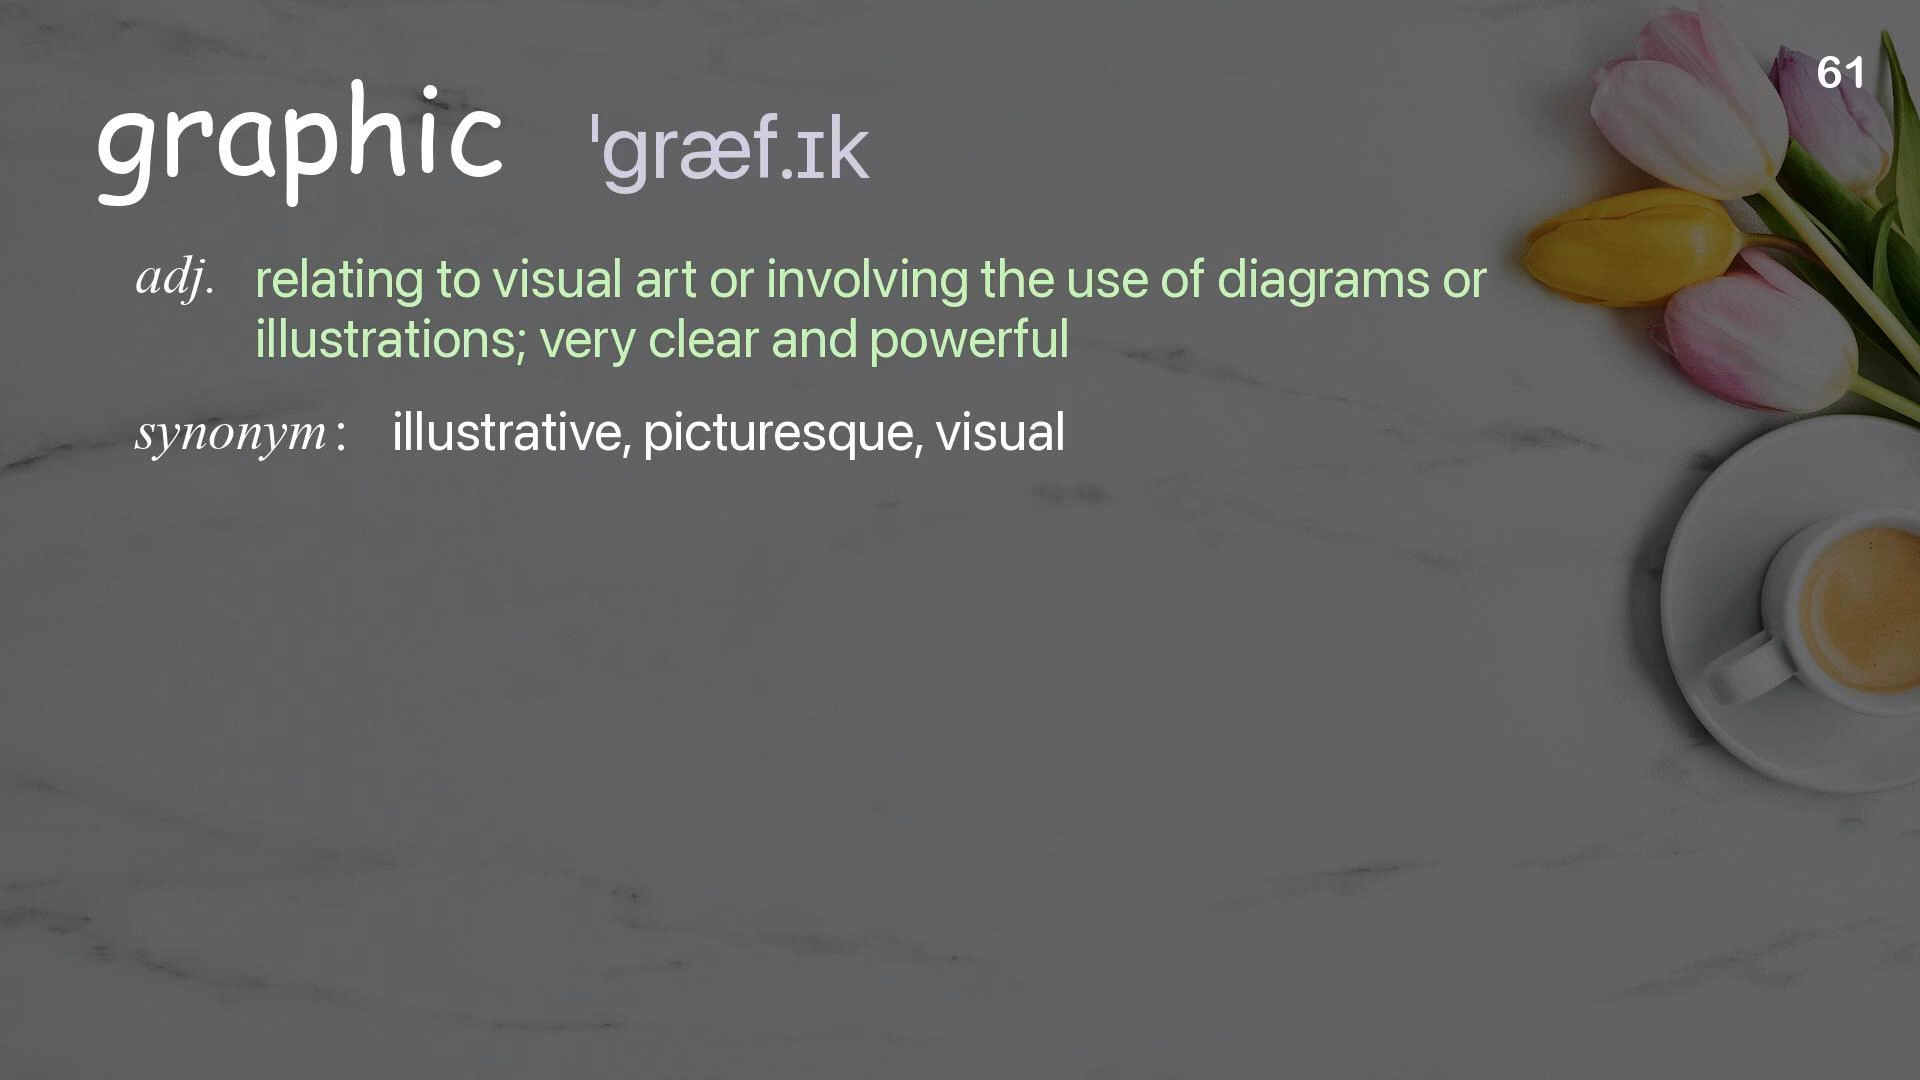 61
graphic ˈɡræf.ɪk
adj. relating to visual art or involving the use of diagrams or
illustrations; very clear and powerful
synonym: illustrative, picturesque, visual